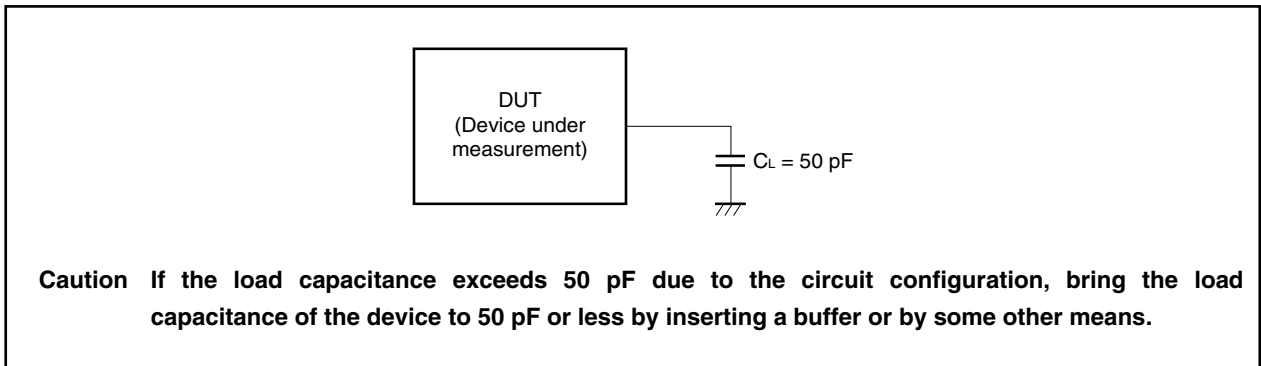 DUT
(Device under
measurement)
CL = 50 pF
Caution If the load capacitance exceeds 50 pF due to the circuit configuration, bring the load
capacitance of the device to 50 pF or less by inserting a buffer or by some other means.